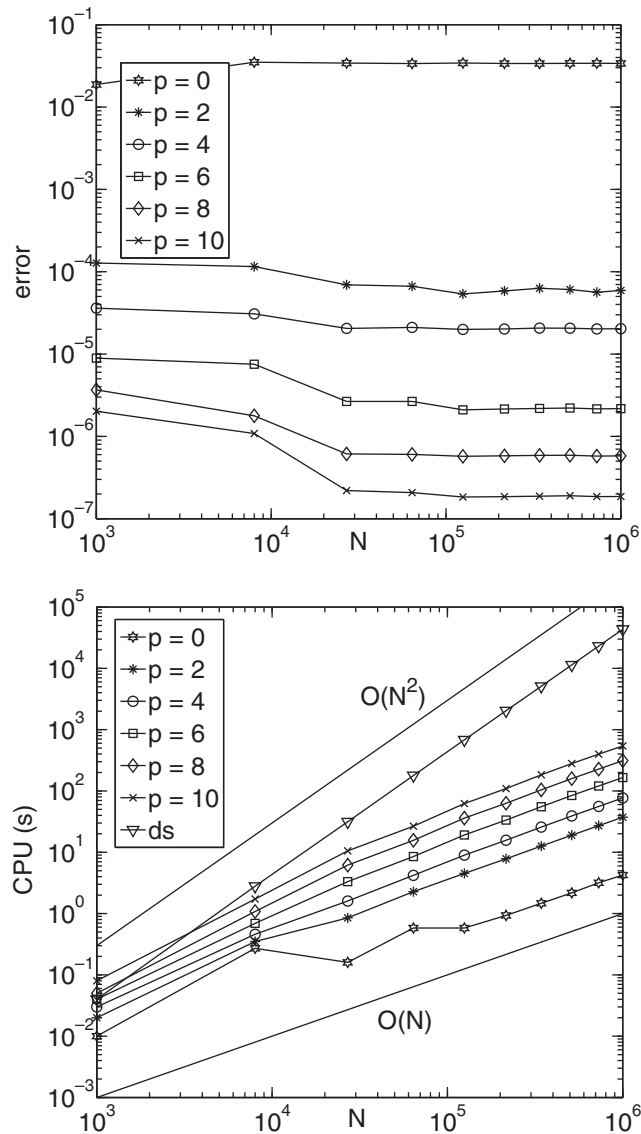 10^{-1}
10^{-2}
10^{-3}
10^{-4}
10^{-5}
10^{-6}
10^{-7}
error
p = 0
p = 2
p = 4
p = 6
p = 8
p = 10
10^3
10^4
10^5
10^6
N
10^5
10^4
10^3
10^2
10^1
10^0
10^{-1}
10^{-2}
10^{-3}
CPU (s)
p = 0
p = 2
p = 4
p = 6
p = 8
p = 10
ds
O(N^2)
O(N)
10^3
10^4
10^5
10^6
N